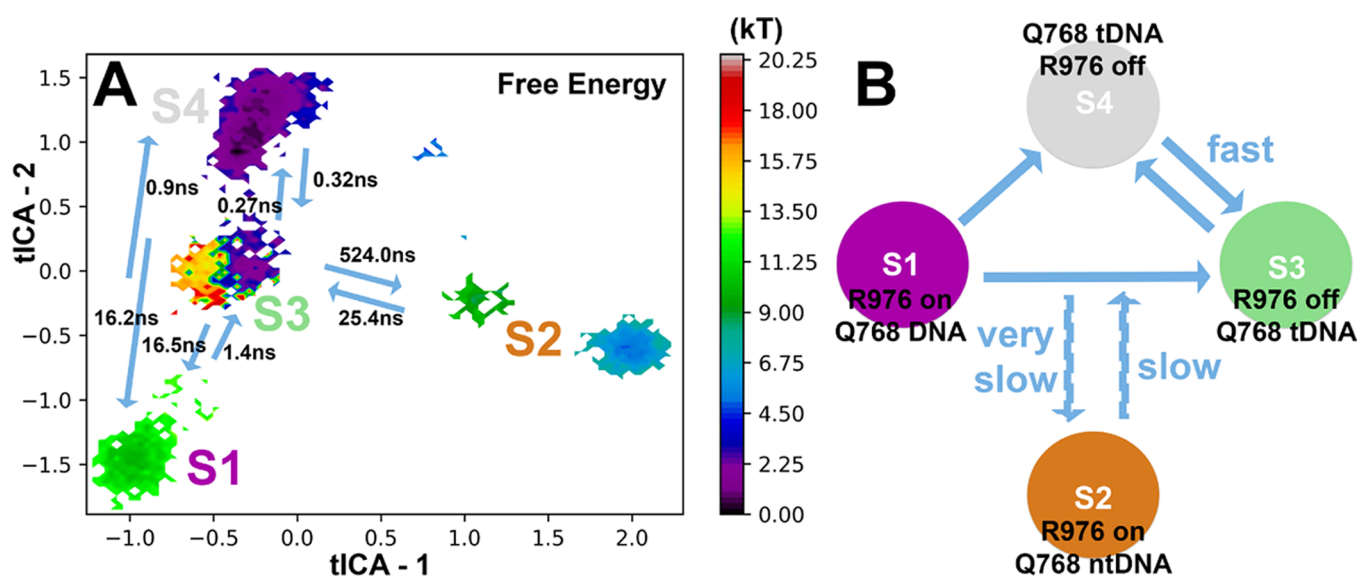 A
Free Energy
S4
0.9ns
0.27ns
0.32ns
524.0ns
25.4ns
S3
16.2ns
16.5ns
1.4ns
S2
S1
1.5
1.0
0.5
0.0
−0.5
−1.0
−1.5
tICA - 2
−1.0
−0.5
0.0
0.5
1.0
1.5
2.0
tICA - 1
(kT)
20.25
18.00
15.75
13.50
11.25
9.00
6.75
4.50
2.25
0.00
B
Q768 tDNA
R976 off
S4
fast
S1
R976 on
Q768 DNA
S3
R976 off
Q768 tDNA
very
slow
slow
S2
R976 on
Q768 ntDNA